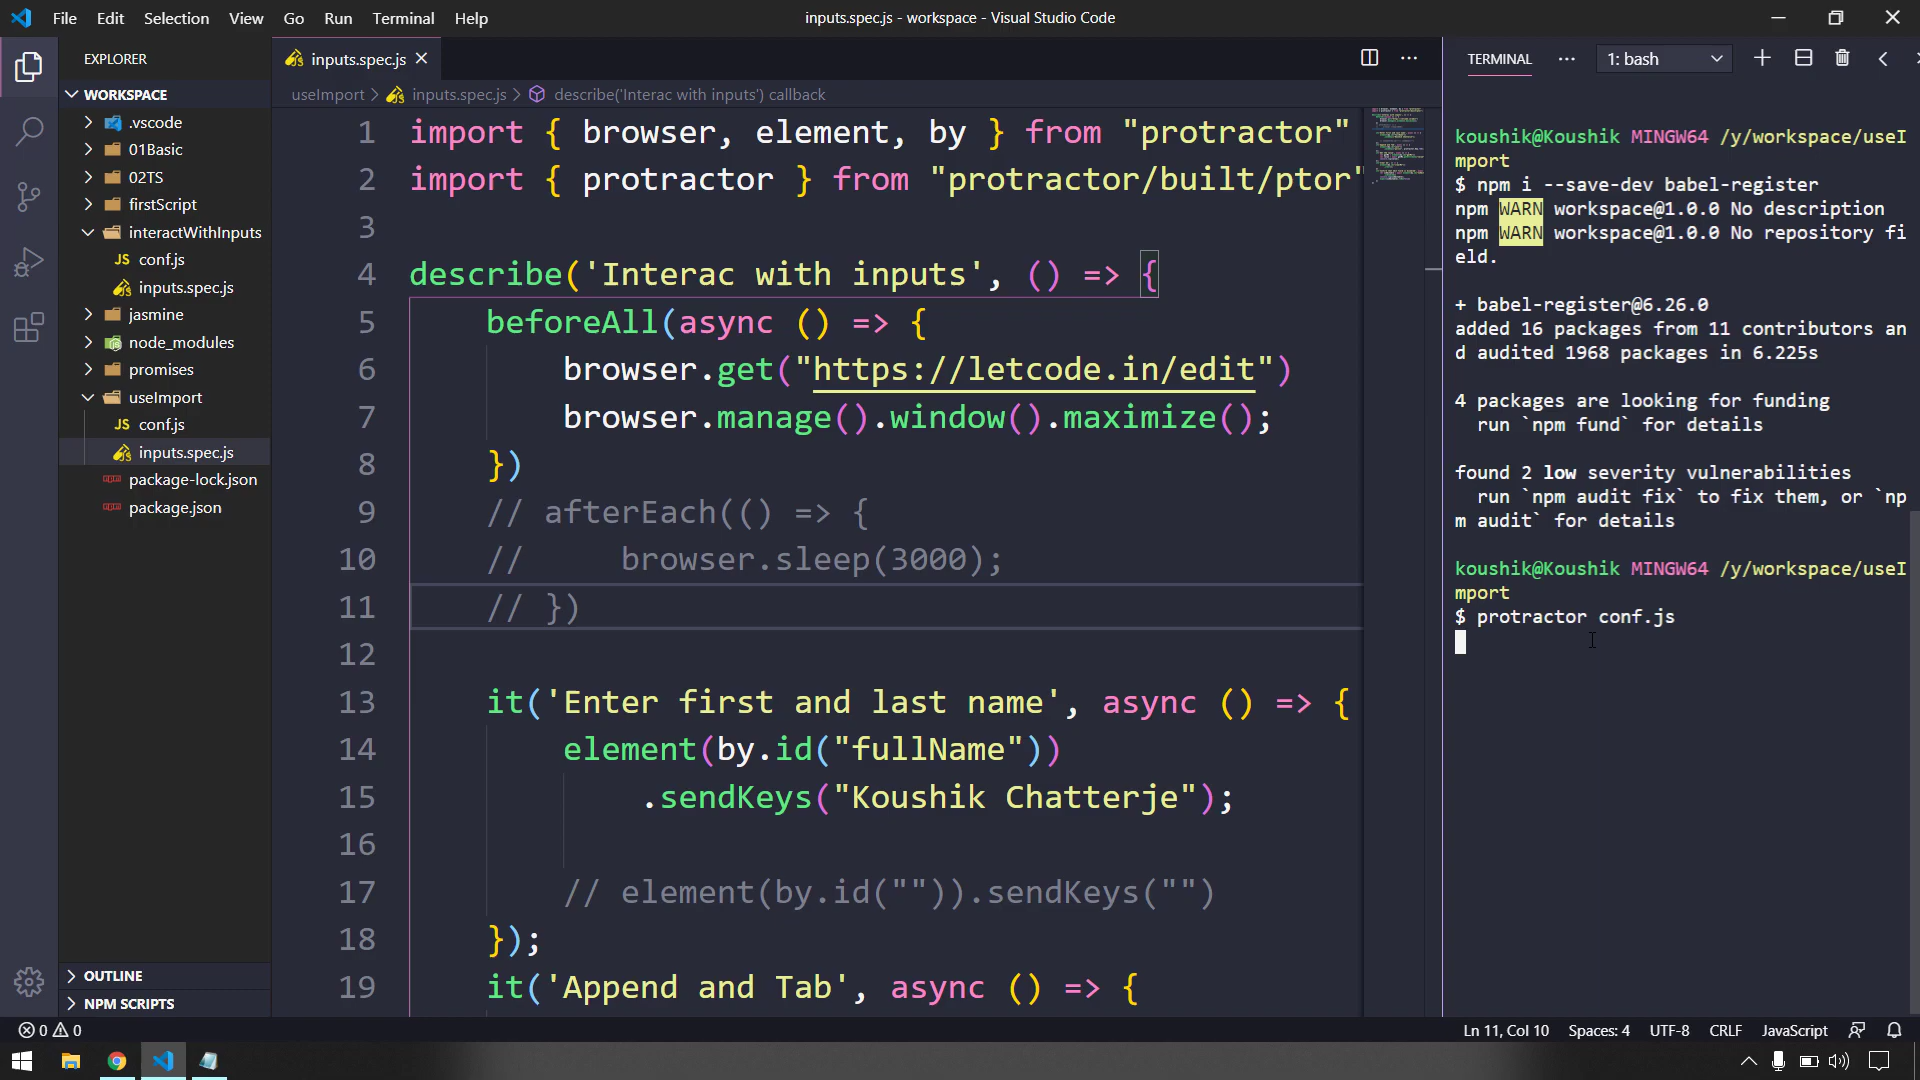 File Edit Selection View Go Run Terminal Help
inputs.spec.js - workspace - Visual Studio Code
EXPLORER
WORKSPACE
.vscode
01Basic
02TS
firstScript
interactWithInputs
JS conf.js
inputs.spec.js
jasmine
node_modules
promises
useImport
JS conf.js
inputs.spec.js
package-lock.json
package.json
OUTLINE
NPM SCRIPTS
inputs.spec.js
useImport > inputs.spec.js > describe('Interac with inputs') callback
1 import { browser, element, by } from "protractor"
2 import { protractor } from "protractor/built/ptor"
3
4 describe('Interac with inputs', () => {
5 beforeAll(async () => {
6 browser.get("https://letcode.in/edit")
7 browser.manage().window().maximize();
8 })
9 // afterEach(() => {
10 // browser.sleep(3000);
11 // })
12
13 it('Enter first and last name', async () => {
14 element(by.id("fullName"))
15 .sendKeys("Koushik Chatterje");
16
17 // element(by.id("")).sendKeys("")
18 });
19 it('Append and Tab', async () => {
TERMINAL
1: bash
koushik@Koushik MINGW64 /y/workspace/useI
mport
$ npm i --save-dev babel-register
npm WARN workspace@1.0.0 No description
npm WARN workspace@1.0.0 No repository fi
eld.
+ babel-register@6.26.0
added 16 packages from 11 contributors an
d audited 1968 packages in 6.225s
4 packages are looking for funding
run `npm fund` for details
found 2 low severity vulnerabilities
run `npm audit fix` to fix them, or `np
m audit` for details
koushik@Koushik MINGW64 /y/workspace/useI
mport
$ protractor conf.js
0 0
Ln 11, Col 10 Spaces: 4 UTF-8 CRLF JavaScript